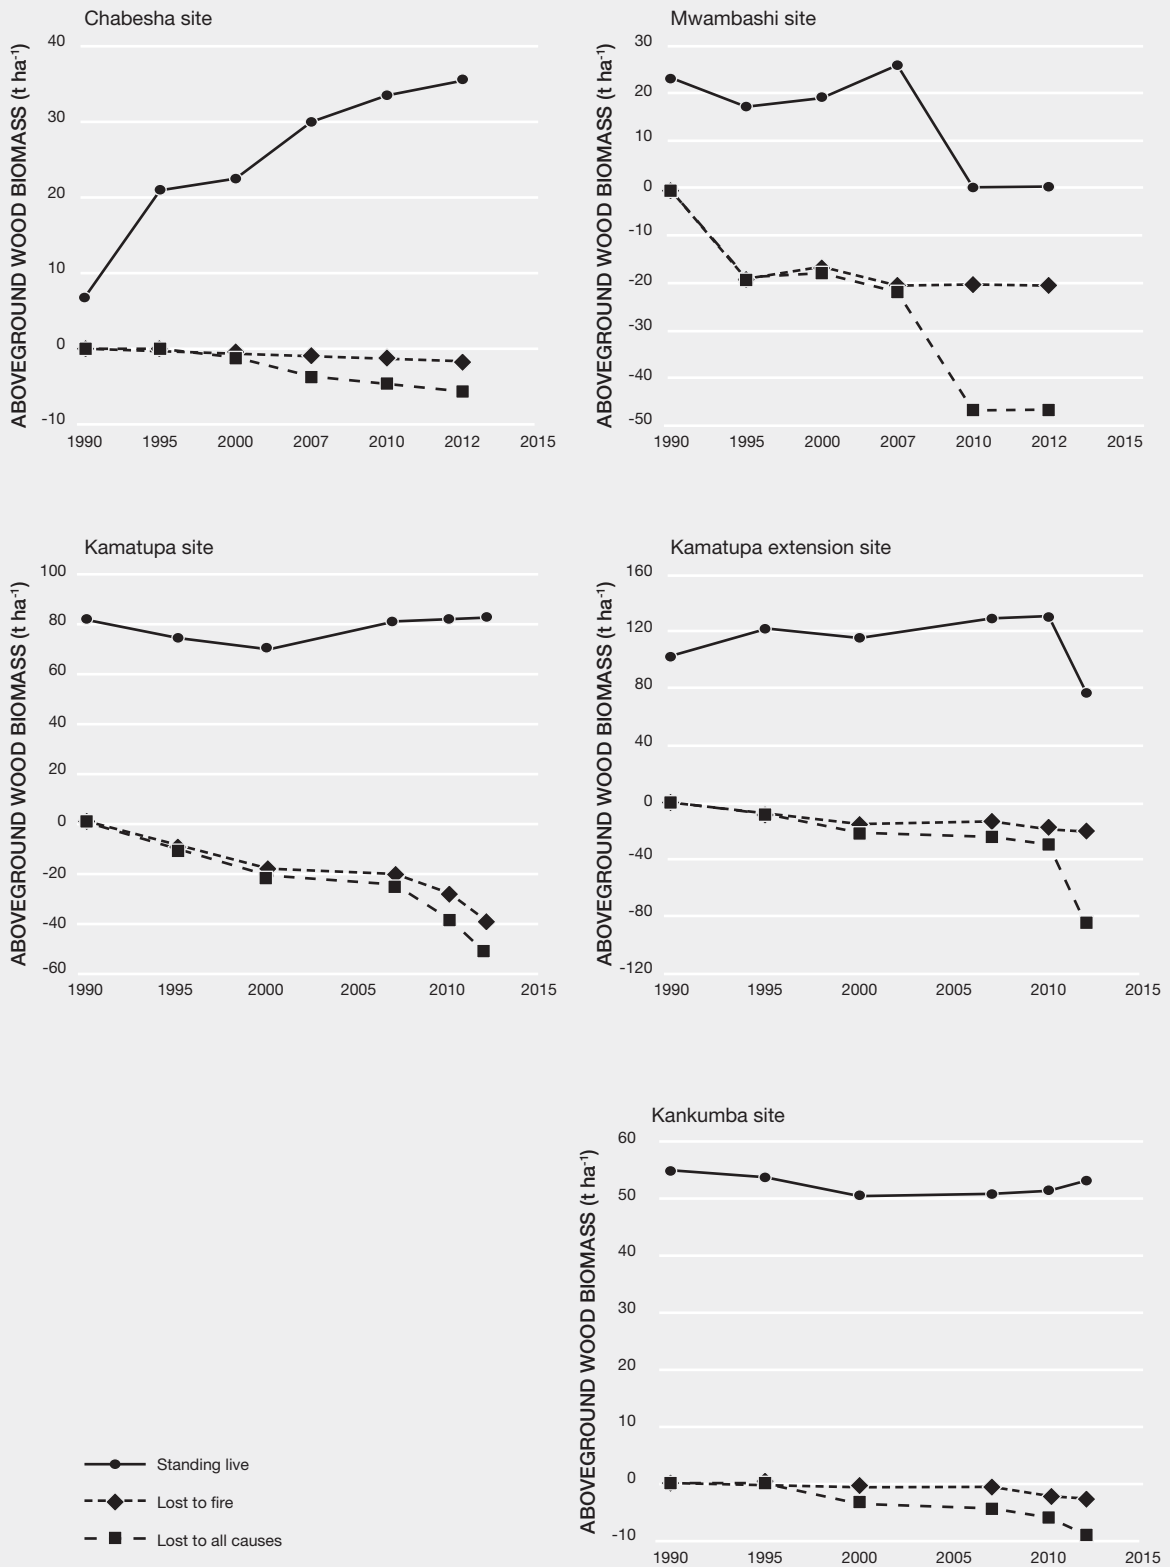 Chabesha site
ABOVEGROUND WOOD BIOMASS (t ha-1)
40
30
20
10
0
-10
1990 1995 2000 2007 2010 2012 2015
Mwambashi site
ABOVEGROUND WOOD BIOMASS (t ha-1)
30
20
10
0
-10
-20
-30
-40
-50
1990 1995 2000 2007 2010 2012 2015
Kamatupa site
ABOVEGROUND WOOD BIOMASS (t ha-1)
100
80
60
40
20
0
-20
-40
-60
1990 1995 2000 2005 2010 2015
Kamatupa extension site
ABOVEGROUND WOOD BIOMASS (t ha-1)
160
120
80
40
0
-40
-80
-120
1990 1995 2000 2005 2010 2015
Kankumba site
ABOVEGROUND WOOD BIOMASS (t ha-1)
60
50
40
30
20
10
0
-10
1990 1995 2000 2005 2010 2015
Standing live
Lost to fire
Lost to all causes